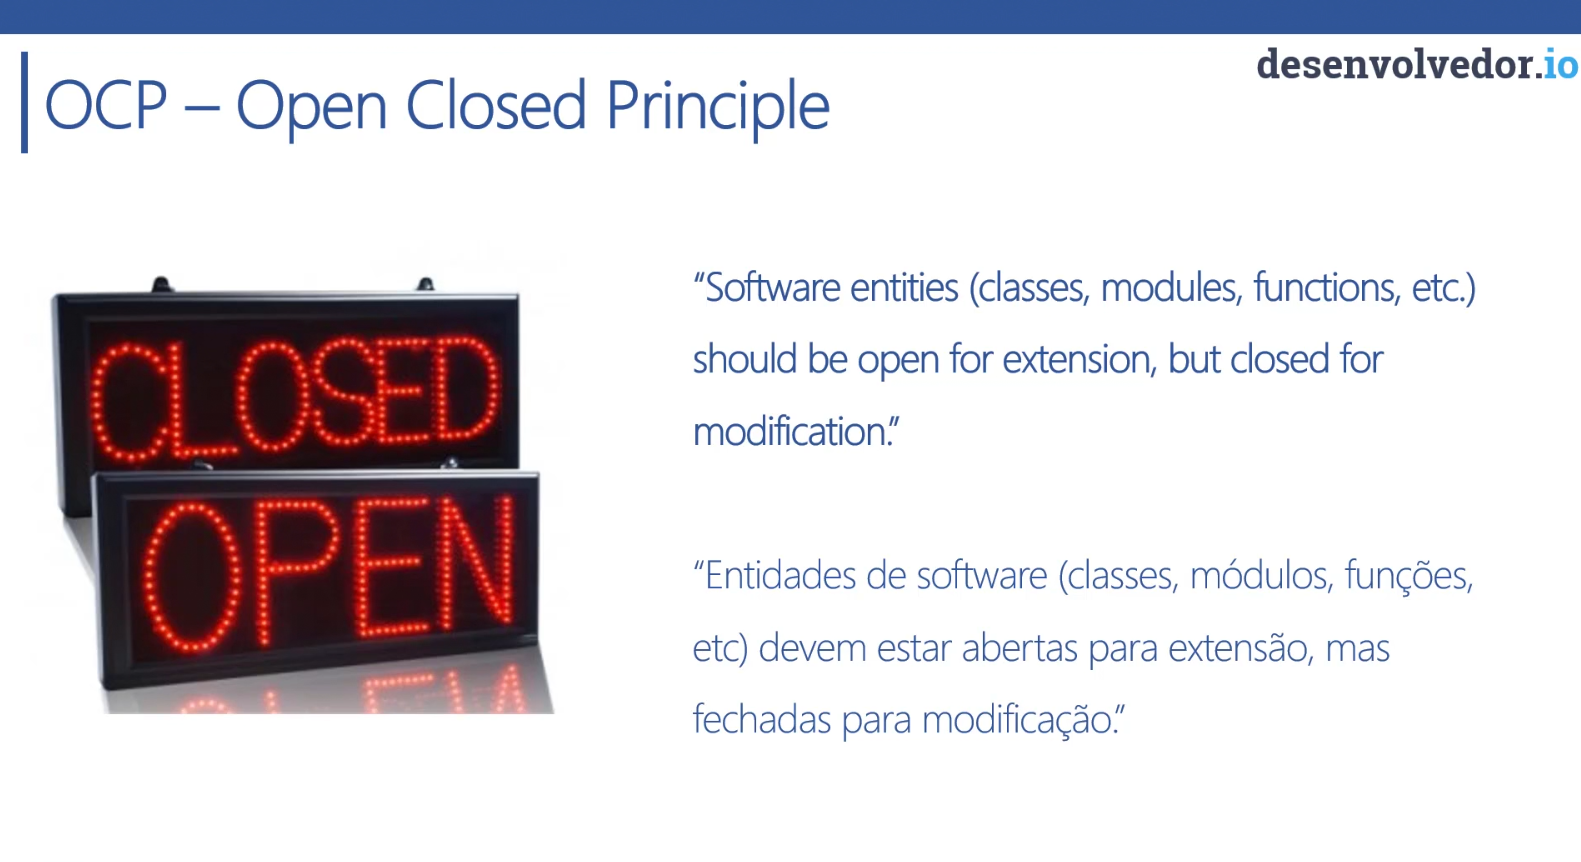 desenvolvedor.io
OCP – Open Closed Principle
CLOSED
OPEN
“Software entities (classes, modules, functions, etc.)
should be open for extension, but closed for
modification.”
“Entidades de software (classes, módulos, funções,
etc) devem estar abertas para extensão, mas
fechadas para modificação.”